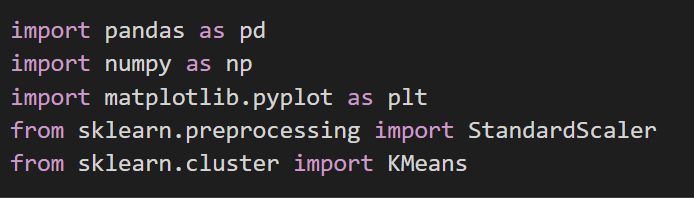 import pandas as pd
import numpy as np
import matplotlib.pyplot as plt
from sklearn.preprocessing import StandardScaler
from sklearn.cluster import KMeans